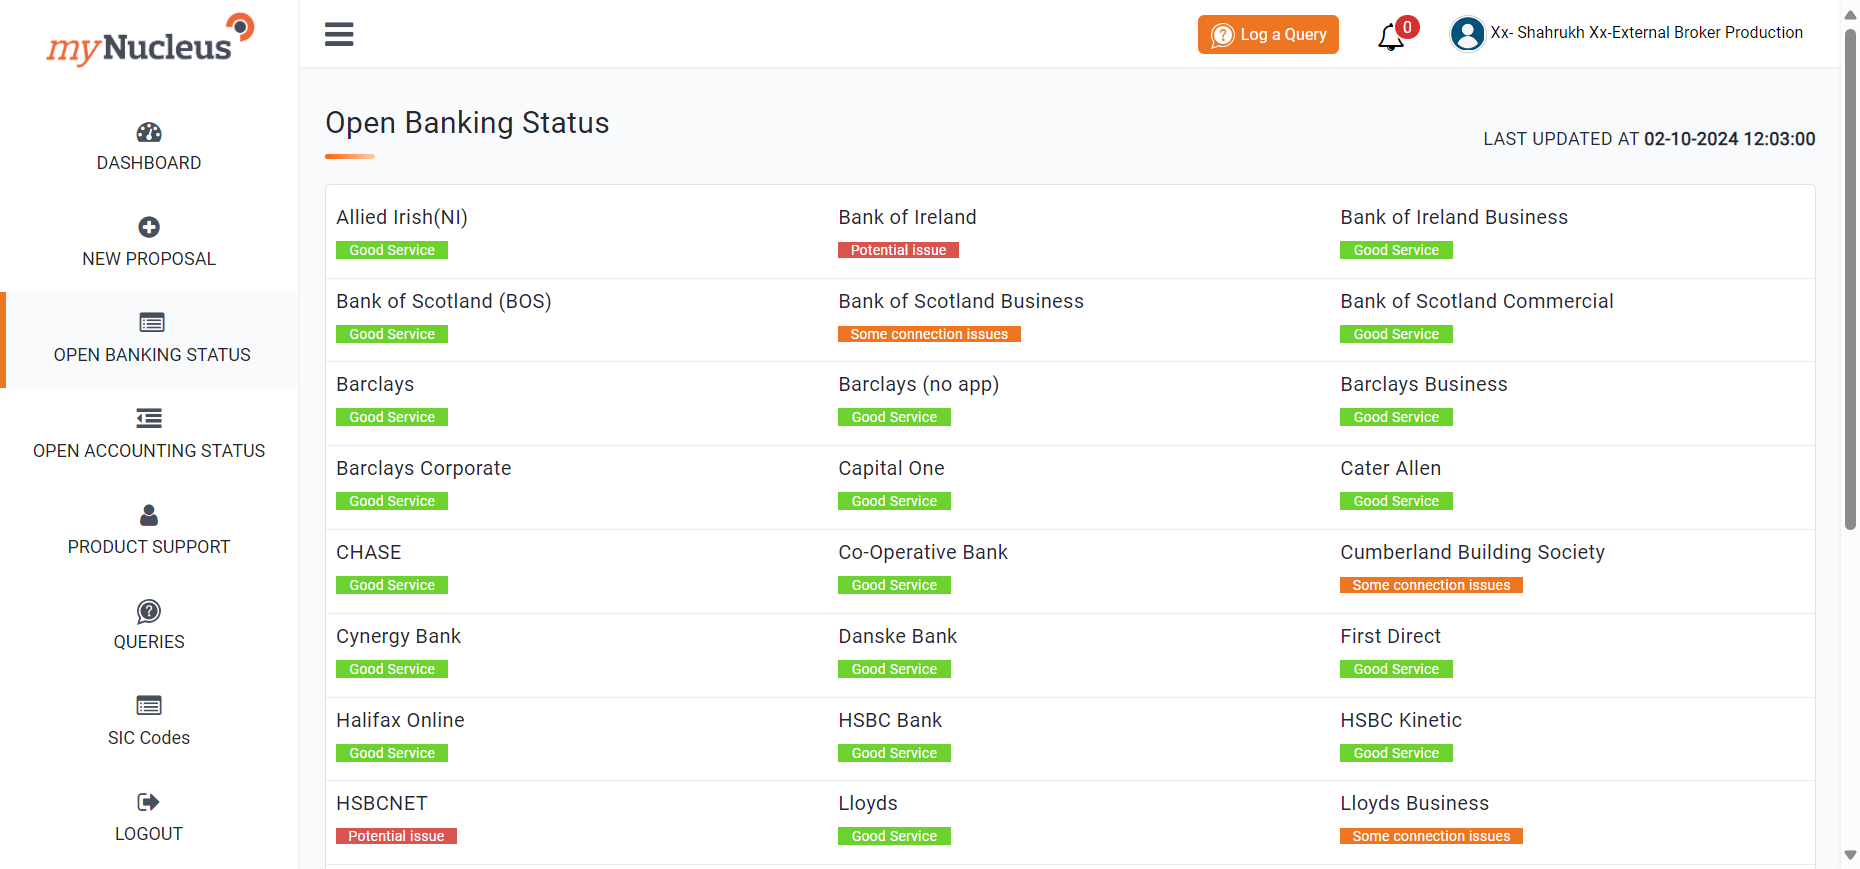 myNucleus
Log a Query
0
Xx- Shahrukh Xx-External Broker Production
DASHBOARD
NEW PROPOSAL
OPEN BANKING STATUS
OPEN ACCOUNTING STATUS
PRODUCT SUPPORT
QUERIES
SIC Codes
LOGOUT
Open Banking Status
LAST UPDATED AT 02-10-2024 12:03:00
Allied Irish(NI)
Good Service
Bank of Ireland
Potential issue
Bank of Ireland Business
Good Service
Bank of Scotland (BOS)
Good Service
Bank of Scotland Business
Some connection issues
Bank of Scotland Commercial
Good Service
Barclays
Good Service
Barclays (no app)
Good Service
Barclays Business
Good Service
Barclays Corporate
Good Service
Capital One
Good Service
Cater Allen
Good Service
CHASE
Good Service
Co-Operative Bank
Good Service
Cumberland Building Society
Some connection issues
Cynergy Bank
Good Service
Danske Bank
Good Service
First Direct
Good Service
Halifax Online
Good Service
HSBC Bank
Good Service
HSBC Kinetic
Good Service
HSBCNET
Potential issue
Lloyds
Good Service
Lloyds Business
Some connection issues